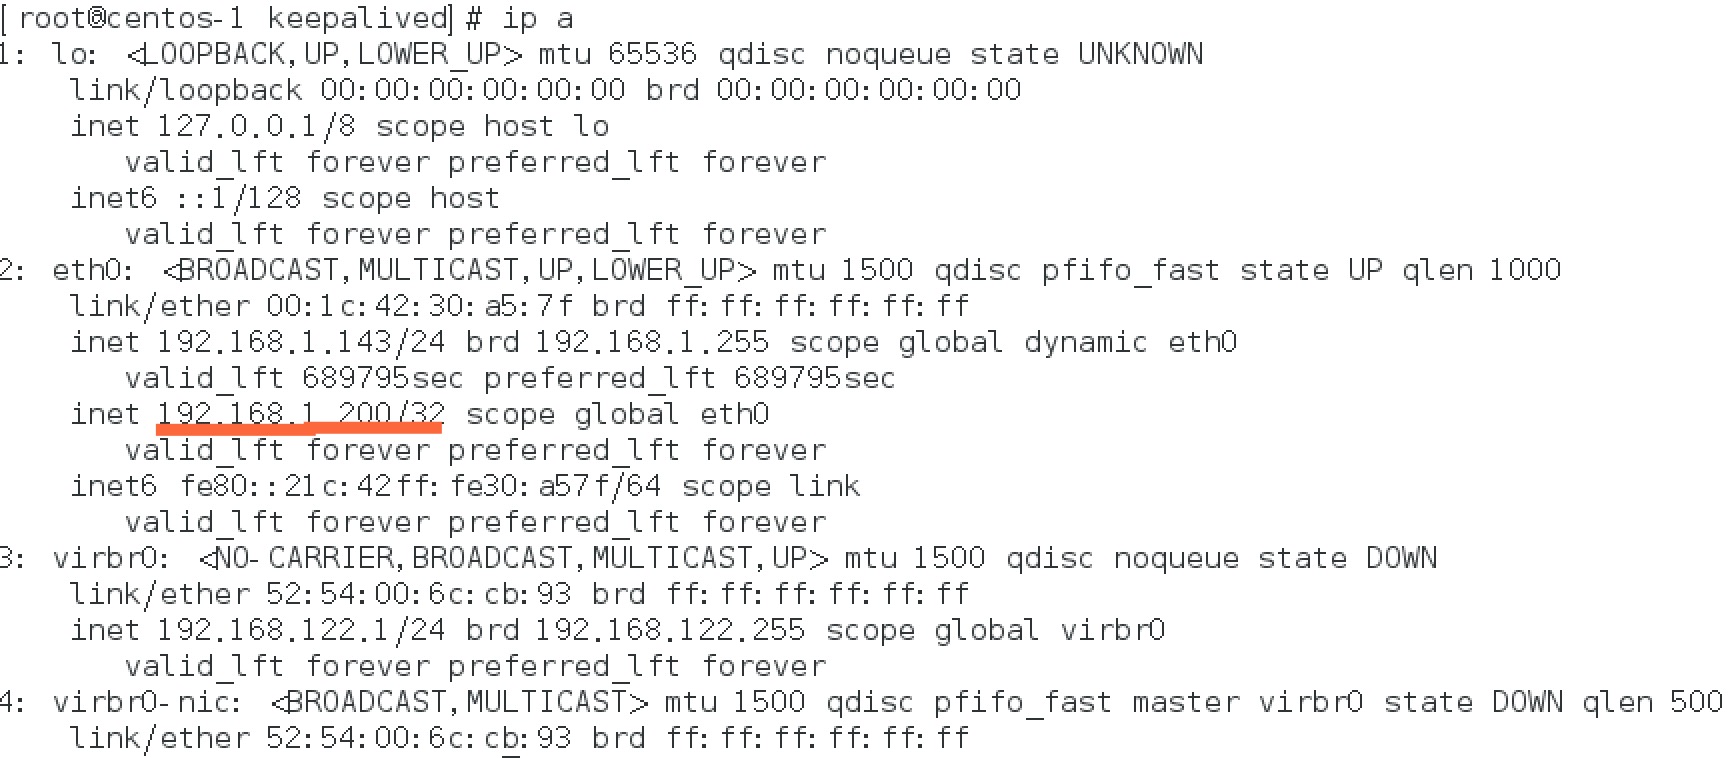 [root@centos-1 keepalived]# ip a
1: lo: <LOOPBACK,UP,LOWER_UP> mtu 65536 qdisc noqueue state UNKNOWN
link/loopback 00:00:00:00:00:00 brd 00:00:00:00:00:00
inet 127.0.0.1/8 scope host lo
valid_lft forever preferred_lft forever
inet6 ::1/128 scope host
valid_lft forever preferred_lft forever
2: eth0: <BROADCAST,MULTICAST,UP,LOWER_UP> mtu 1500 qdisc pfifo_fast state UP qlen 1000
link/ether 00:1c:42:30:a5:7f brd ff:ff:ff:ff:ff:ff
inet 192.168.1.143/24 brd 192.168.1.255 scope global dynamic eth0
valid_lft 689795sec preferred_lft 689795sec
inet 192.168.1.200/32 scope global eth0
valid_lft forever preferred_lft forever
inet6 fe80::21c:42ff:fe30:a57f/64 scope link
valid_lft forever preferred_lft forever
3: virbr0: <NO-CARRIER,BROADCAST,MULTICAST,UP> mtu 1500 qdisc noqueue state DOWN
link/ether 52:54:00:6c:cb:93 brd ff:ff:ff:ff:ff:ff
inet 192.168.122.1/24 brd 192.168.122.255 scope global virbr0
valid_lft forever preferred_lft forever
4: virbr0-nic: <BROADCAST,MULTICAST> mtu 1500 qdisc pfifo_fast master virbr0 state DOWN qlen 500
link/ether 52:54:00:6c:cb:93 brd ff:ff:ff:ff:ff:ff